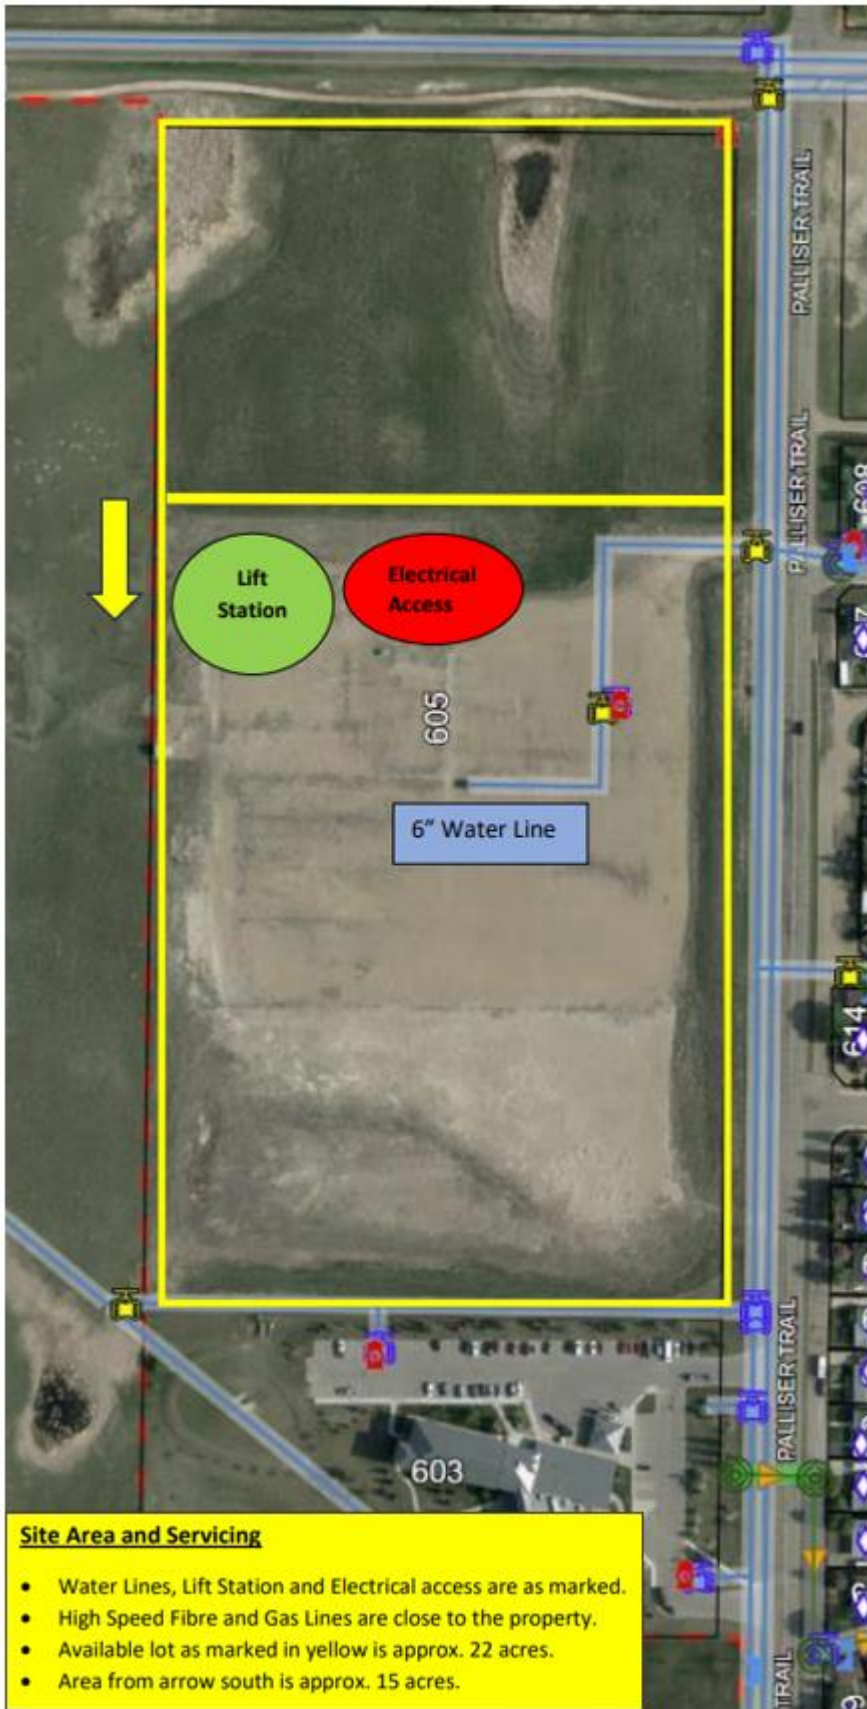 PALLISER TRAIL
PALLISER TRAIL
608
607
Lift
Station
Electrical
Access
605
6” Water Line
614
PALLISER TRAIL
603
Site Area and Servicing
• Water Lines, Lift Station and Electrical access are as marked.
• High Speed Fibre and Gas Lines are close to the property.
• Available lot as marked in yellow is approx. 22 acres.
• Area from arrow south is approx. 15 acres.
TRAIL
9